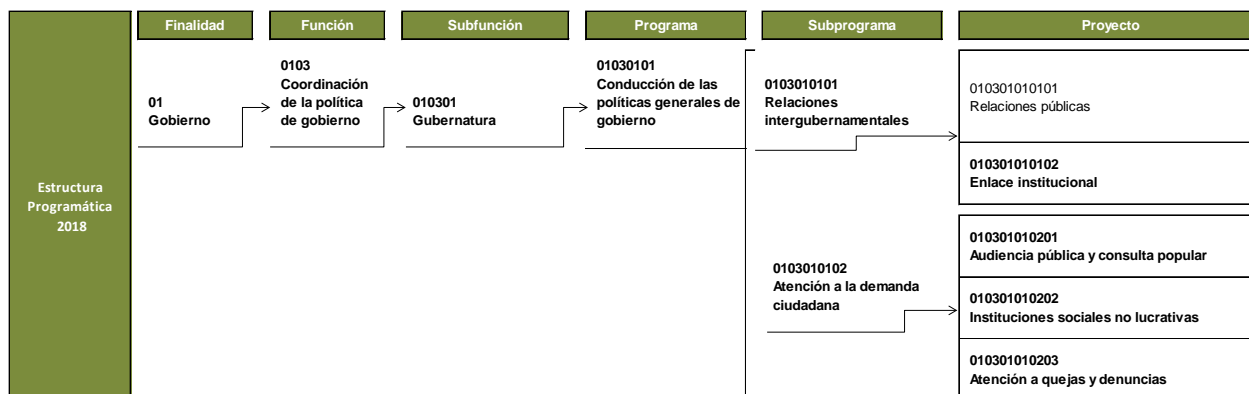 Finalidad
Función
Subfunción
Programa
Subprograma
Proyecto
Estructura
Programática
2018
01
Gobierno
0103
Coordinación
de la política
de gobierno
010301
Gubernatura
01030101
Conducción de las
políticas generales de
gobierno
0103010101
Relaciones
intergubernamentales
010301010101
Relaciones públicas
010301010102
Enlace institucional
0103010102
Atención a la demanda
ciudadana
010301010201
Audiencia pública y consulta popular
010301010202
Instituciones sociales no lucrativas
010301010203
Atención a quejas y denuncias